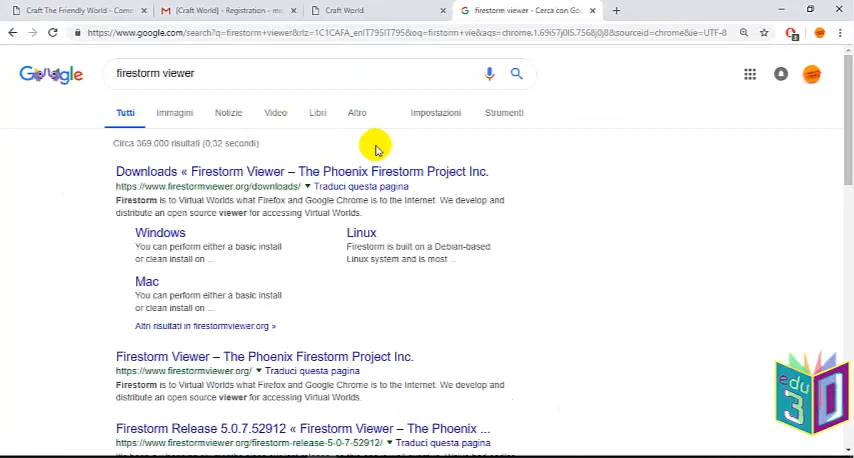 Craft The Friendly World - Come
[Craft World] - Registration - mi
Craft World
firestorm viewer - Cerca con Goo
https://www.google.com/search?q=firestorm+viewer&rlz=1C1CAFA_enIT795IT795&oq=firstorm+vie&aqs=chrome.1.69i57j0l5.7568j0j8&sourceid=chrome&ie=UTF-8
Google
firestorm viewer
Tutti Immagini Notizie Video Libri Altro Impostazioni Strumenti
Circa 369.000 risultati (0,32 secondi)
Downloads « Firestorm Viewer – The Phoenix Firestorm Project Inc.
https://www.firestormviewer.org/downloads/ ▼ Traduci questa pagina
Firestorm is to Virtual Worlds what Firefox and Google Chrome is to the Internet. We develop and
distribute an open source viewer for accessing Virtual Worlds.
Windows
You can perform either a basic install
or clean install on ...
Linux
Firestorm is built on a Debian-based
Linux system and is most ...
Mac
You can perform either a basic install
or clean install on ...
Altri risultati in firestormviewer.org »
Firestorm Viewer – The Phoenix Firestorm Project Inc.
https://www.firestormviewer.org/ ▼ Traduci questa pagina
Firestorm is to Virtual Worlds what Firefox and Google Chrome is to the Internet. We develop and
distribute an open source viewer for accessing Virtual Worlds.
Firestorm Release 5.0.7.52912 « Firestorm Viewer – The Phoenix ...
https://www.firestormviewer.org/firestorm-release-5-0-7-52912/ ▼ Traduci questa pagina
edu
3D